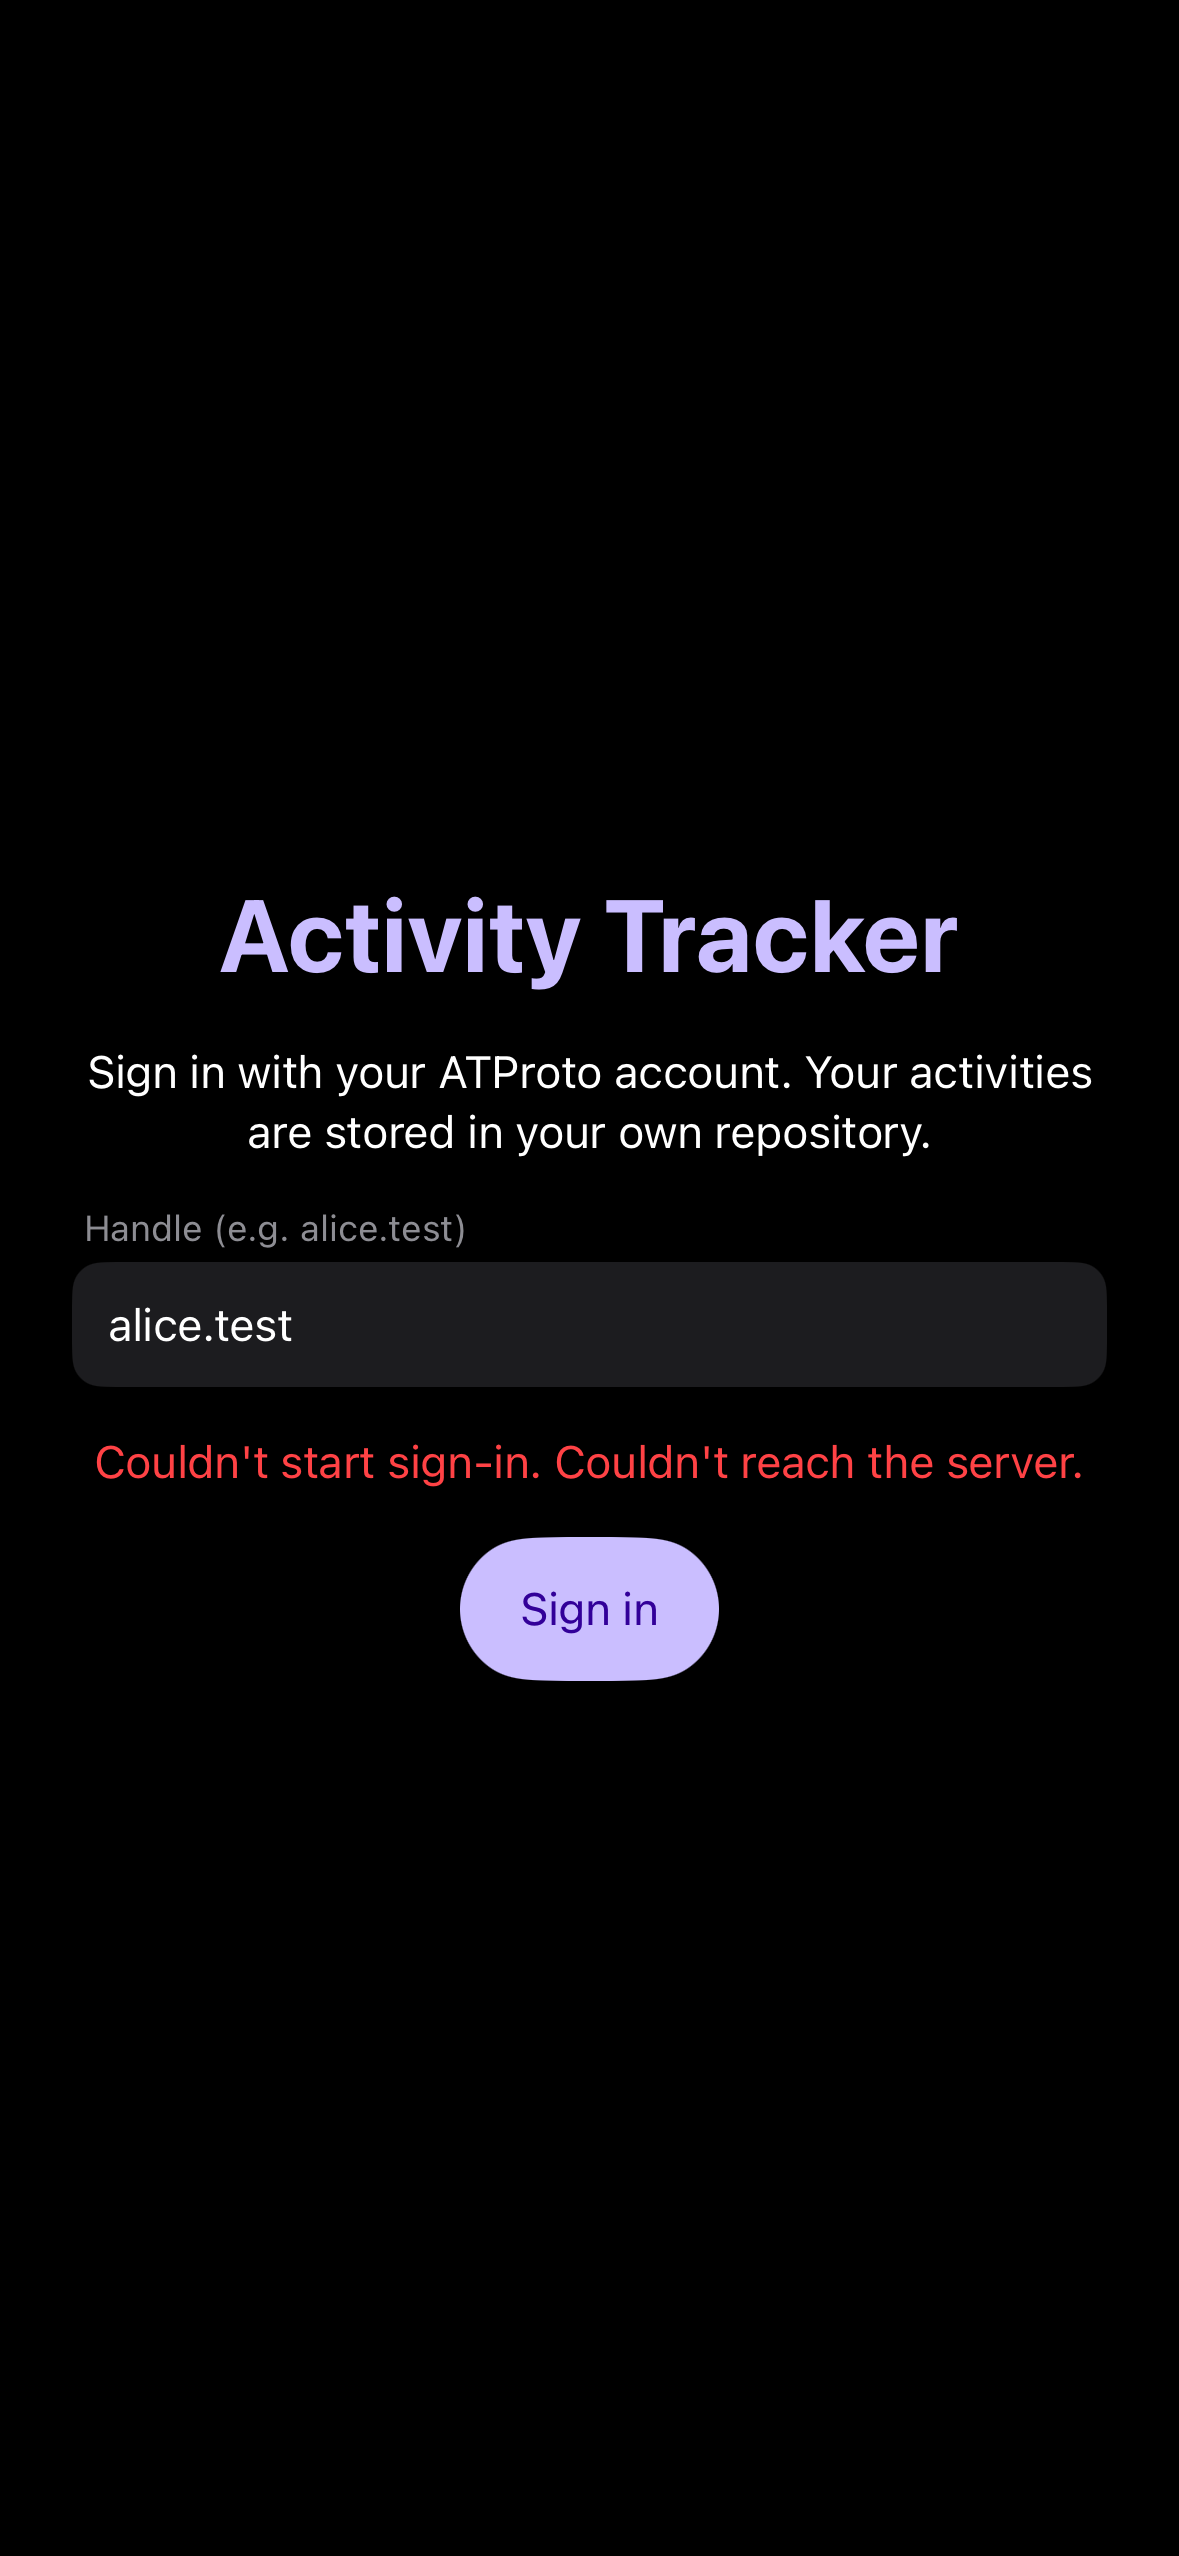 Activity Tracker
Sign in with your ATProto account. Your activities
are stored in your own repository.
Handle (e.g. alice.test)
alice.test
Couldn't start sign-in. Couldn't reach the server.
Sign in